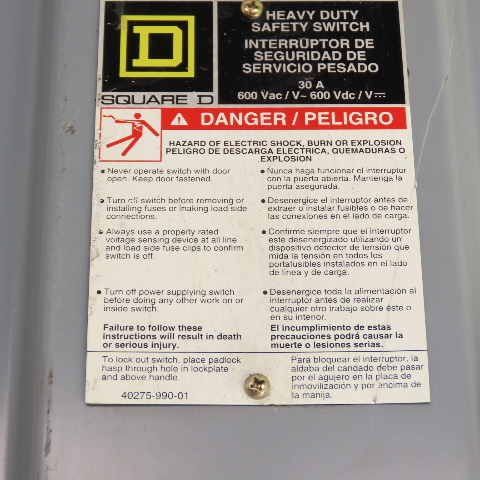 D
SQUARE D
HEAVY DUTY
SAFETY SWITCH
INTERRUPTOR DE
SEGURIDAD DE
SERVICIO PESADO
30 A
600 Vac / V~ 600 Vdc / V⎓
DANGER / PELIGRO
HAZARD OF ELECTRIC SHOCK, BURN OR EXPLOSION
PELIGRO DE DESCARGA ELECTRICA, QUEMADURAS O
EXPLOSION
• Never operate switch with door
open. Keep door fastened.
• Turn off switch before removing or
installing fuses or making load side
connections.
• Always use a properly rated
voltage sensing device at all line
and load side fuse clips to confirm
switch is off.
• Turn off power supplying switch
before doing any other work on or
inside switch.
Failure to follow these
instructions will result in death
or serious injury.
• Nunca haga funcionar el interruptor
con la puerta abierta. Mantenga la
puerta asegurada.
• Desenergice el interruptor antes de
extraer o instalar fusibles o de hacer
las conexiones en el lado de carga.
• Confirme siempre que el interruptor
este desenergizado utilizando un
dispositivo detector de tensión que
mida la tensión en todos los
portafusibles instalados en el lado
de linea y de carga.
• Desenergice toda la alimentación al
interruptor antes de realizar
cualquier otro trabajo sobre éste o
en su interior.
El incumplimiento de estas
precauciones podrá causar la
muerte o lesiones serias.
To lock out switch, place padlock
hasp through hole in lockplate
and above handle.
40275-990-01
Para bloquear el interruptor, la
aldaba del candado debe pasar
por el agujero en la placa de
inmovilización y por encima de
la manija.